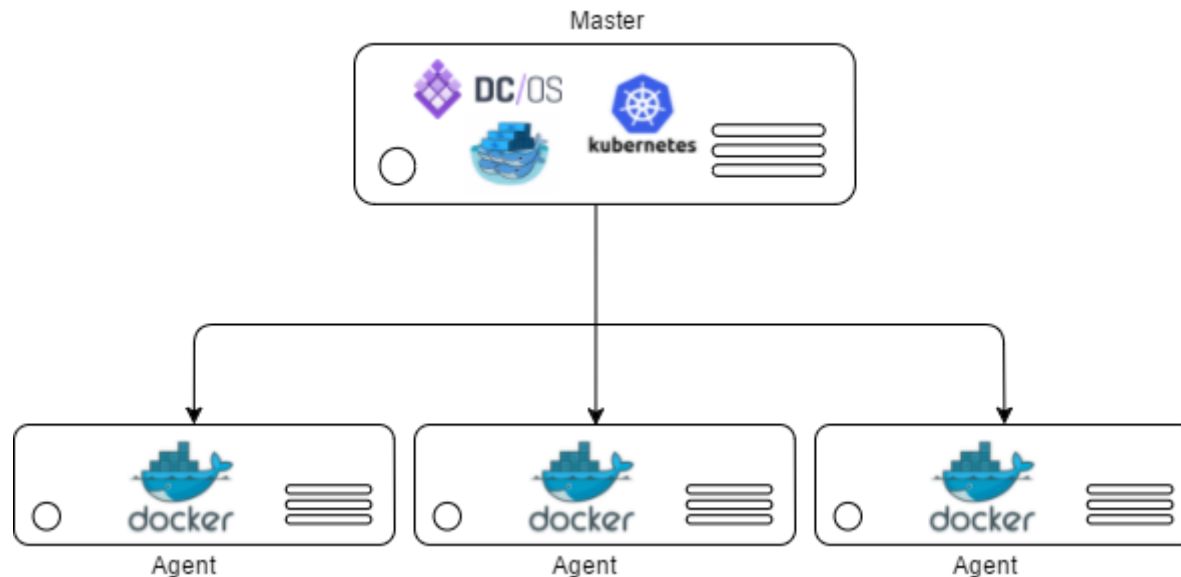 Master
DC/OS
kubernetes
docker
docker
docker
Agent
Agent
Agent